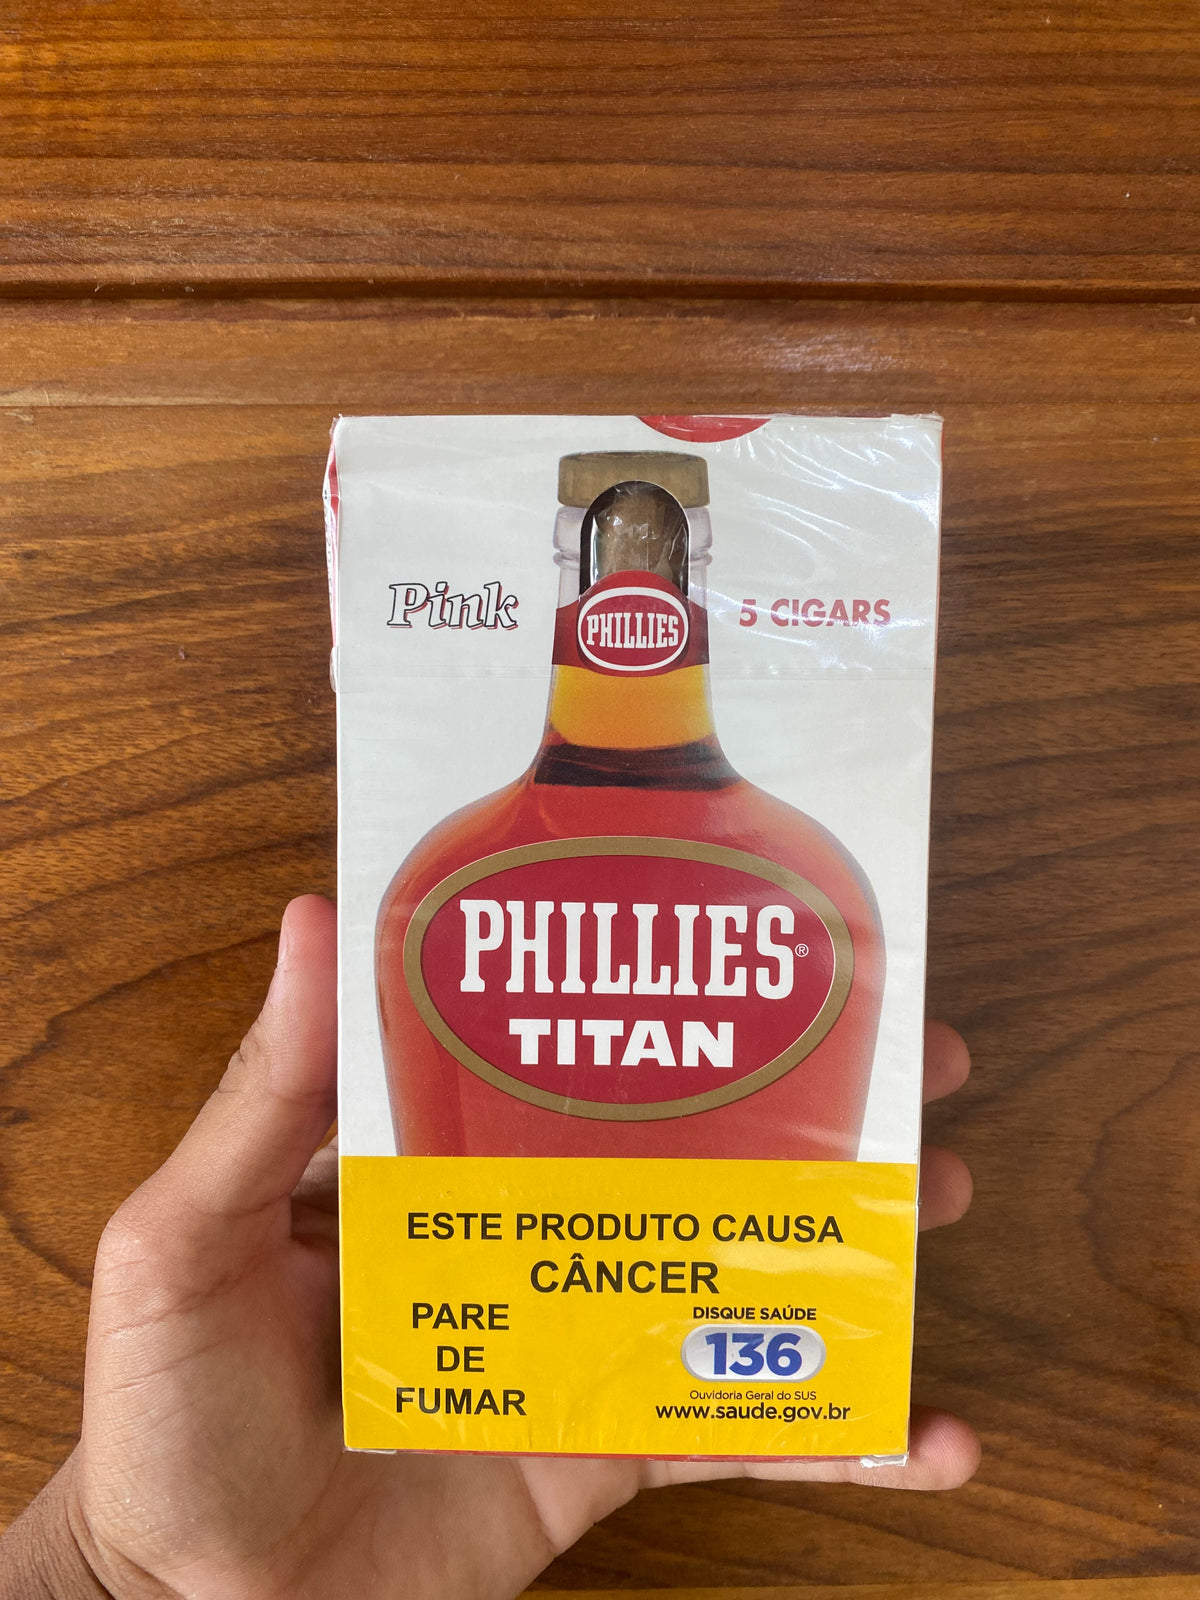 Pink
5 CIGARS
PHILLIES
PHILLIES®
TITAN
ESTE PRODUTO CAUSA
CÂNCER
PARE
DE
FUMAR
DISQUE SAÚDE
136
Ouvidoria Geral do SUS
www.saude.gov.br